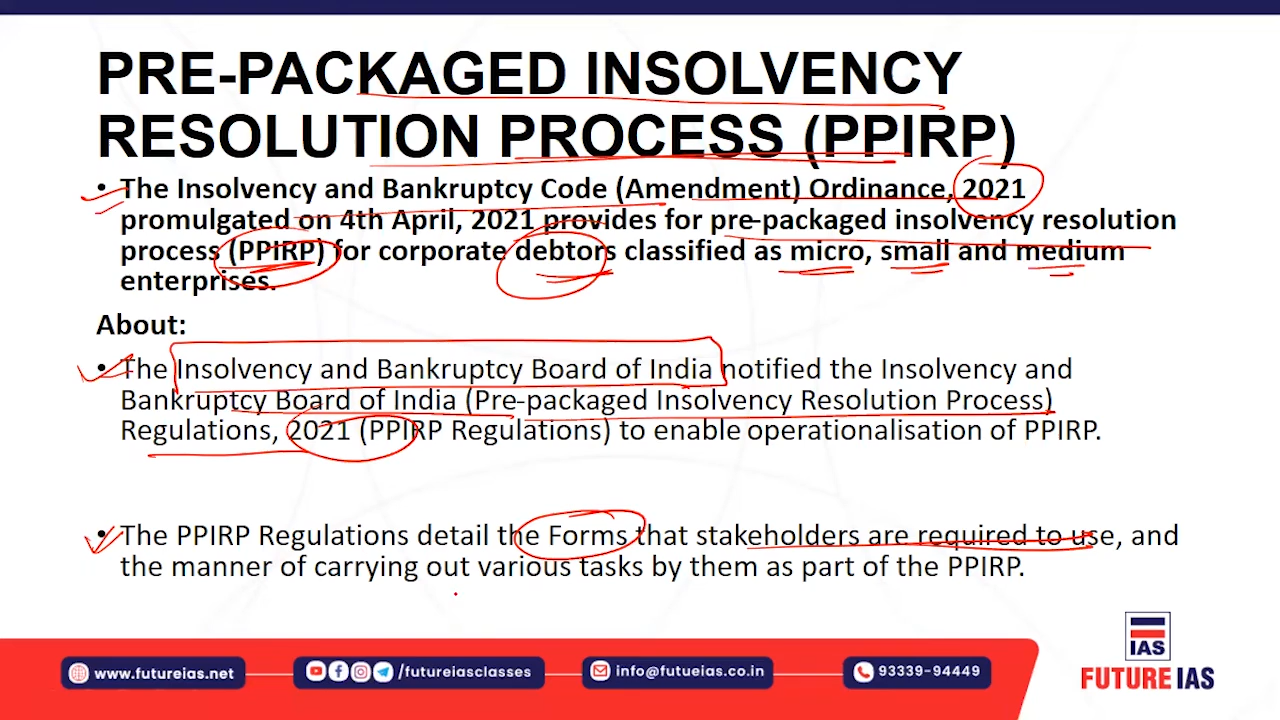 PRE-PACKAGED INSOLVENCY
RESOLUTION PROCESS (PPIRP)
• The Insolvency and Bankruptcy Code (Amendment) Ordinance, 2021
promulgated on 4th April, 2021 provides for pre-packaged insolvency resolution
process (PPIRP) for corporate debtors classified as micro, small and medium
enterprises.
About:
• The Insolvency and Bankruptcy Board of India notified the Insolvency and
Bankruptcy Board of India (Pre-packaged Insolvency Resolution Process)
Regulations, 2021 (PPIRP Regulations) to enable operationalisation of PPIRP.
• The PPIRP Regulations detail the Forms that stakeholders are required to use, and
the manner of carrying out various tasks by them as part of the PPIRP.
IAS
www.futureias.net
/futureiasclasses
info@futueias.co.in
93339-94449
FUTURE IAS